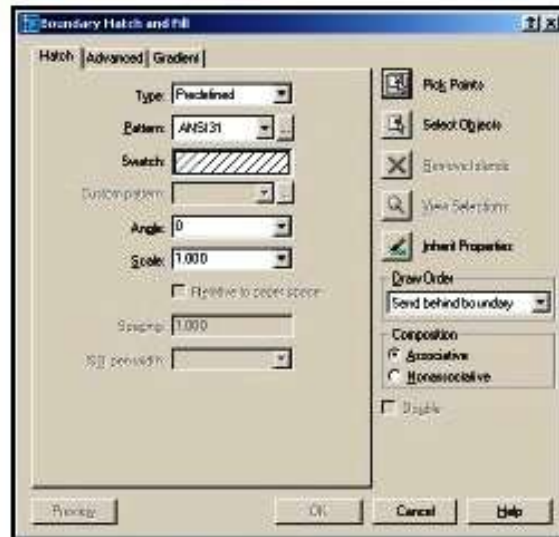 Boundary Hatch and Fill
Hatch
Advanced
Gradient
Type: Predefined
Pattern: ANSI31
...
Swatch:
Custom pattern:
...
Angle: 0
Scale: 1.000
Relative to paper space
Spacing: 1.000
ISO pen width:
Pick Points
Select Objects
Remove Islands
View Selections
Inherit Properties
Draw Order
Send behind boundary
Composition
Associative
Nonassociative
Double
Preview
OK
Cancel
Help